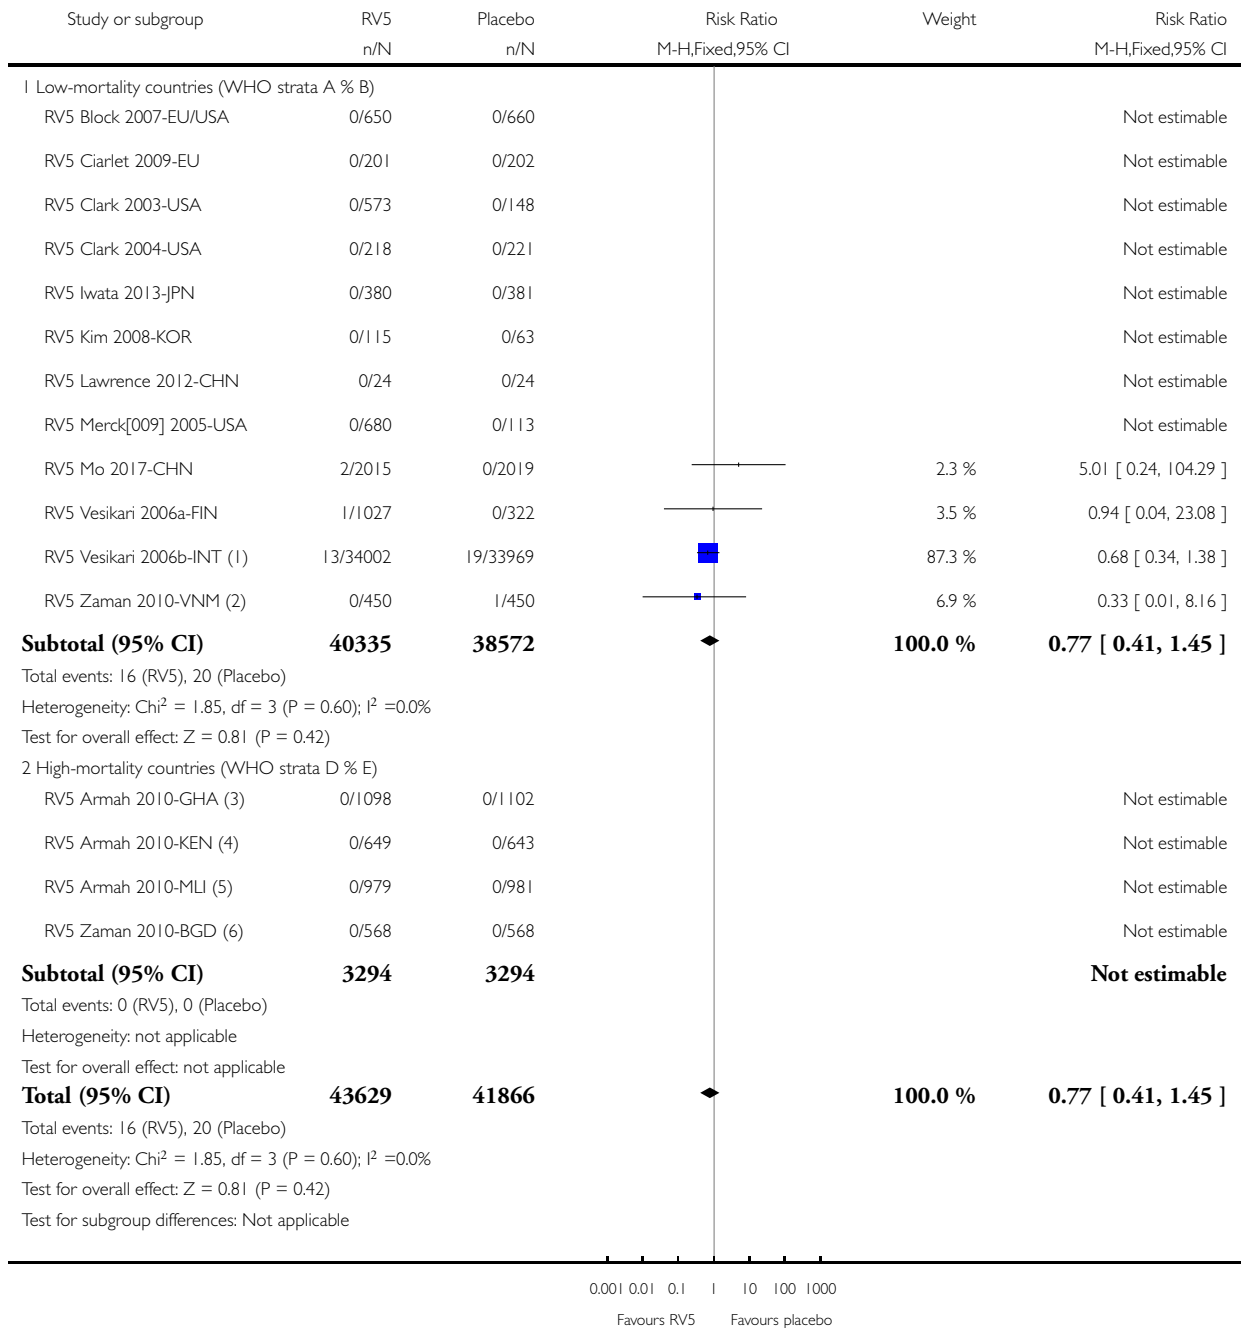 Study or subgroup RV5 Placebo Risk Ratio Weight Risk Ratio
n/N n/N M-H,Fixed,95% CI M-H,Fixed,95% CI
1 Low-mortality countries (WHO strata A % B)
RV5 Block 2007-EU/USA 0/650 0/660 Not estimable
RV5 Ciarlet 2009-EU 0/201 0/202 Not estimable
RV5 Clark 2003-USA 0/573 0/148 Not estimable
RV5 Clark 2004-USA 0/218 0/221 Not estimable
RV5 Iwata 2013-JPN 0/380 0/381 Not estimable
RV5 Kim 2008-KOR 0/115 0/63 Not estimable
RV5 Lawrence 2012-CHN 0/24 0/24 Not estimable
RV5 Merck[009] 2005-USA 0/680 0/113 Not estimable
RV5 Mo 2017-CHN 2/2015 0/2019 2.3 % 5.01 [ 0.24, 104.29 ]
RV5 Vesikari 2006a-FIN 1/1027 0/322 3.5 % 0.94 [ 0.04, 23.08 ]
RV5 Vesikari 2006b-INT (1) 13/34002 19/33969 87.3 % 0.68 [ 0.34, 1.38 ]
RV5 Zaman 2010-VNM (2) 0/450 1/450 6.9 % 0.33 [ 0.01, 8.16 ]
Subtotal (95% CI) 40335 38572 100.0 % 0.77 [ 0.41, 1.45 ]
Total events: 16 (RV5), 20 (Placebo)
Heterogeneity: Chi² = 1.85, df = 3 (P = 0.60); I² =0.0%
Test for overall effect: Z = 0.81 (P = 0.42)
2 High-mortality countries (WHO strata D % E)
RV5 Armah 2010-GHA (3) 0/1098 0/1102 Not estimable
RV5 Armah 2010-KEN (4) 0/649 0/643 Not estimable
RV5 Armah 2010-MLI (5) 0/979 0/981 Not estimable
RV5 Zaman 2010-BGD (6) 0/568 0/568 Not estimable
Subtotal (95% CI) 3294 3294 Not estimable
Total events: 0 (RV5), 0 (Placebo)
Heterogeneity: not applicable
Test for overall effect: not applicable
Total (95% CI) 43629 41866 100.0 % 0.77 [ 0.41, 1.45 ]
Total events: 16 (RV5), 20 (Placebo)
Heterogeneity: Chi² = 1.85, df = 3 (P = 0.60); I² =0.0%
Test for overall effect: Z = 0.81 (P = 0.42)
Test for subgroup differences: Not applicable
0.001 0.01 0.1 1 10 100 1000
Favours RV5 Favours placebo